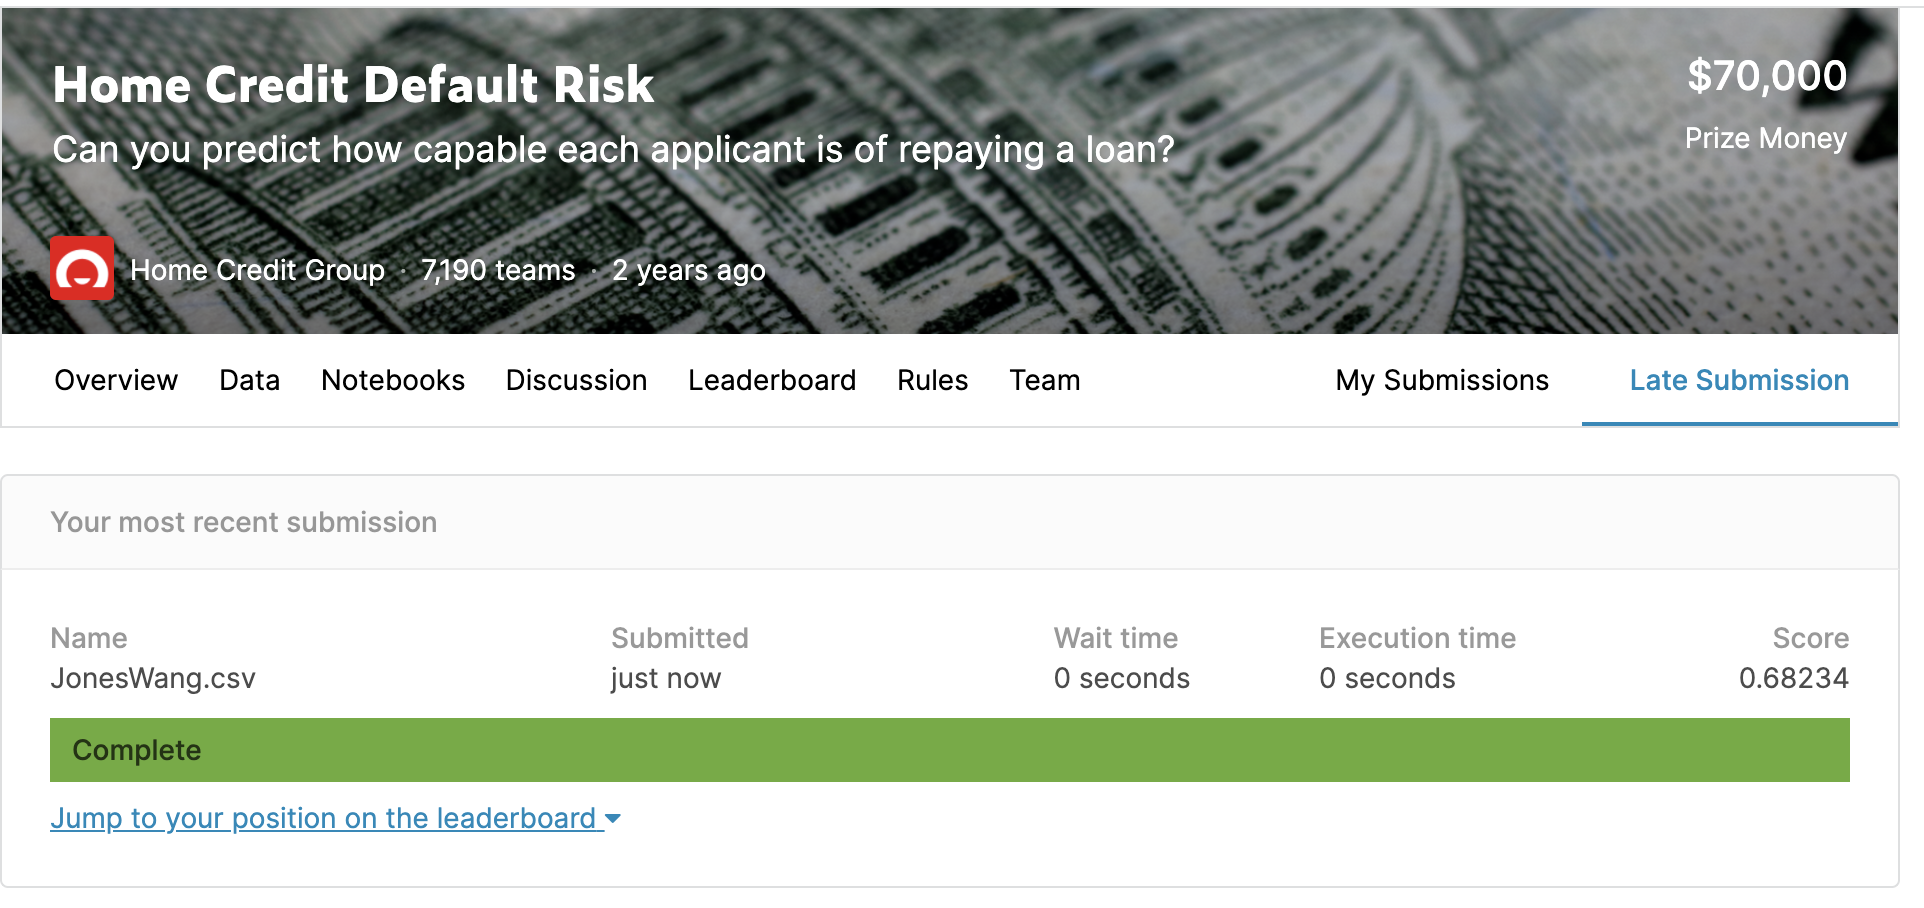 Home Credit Default Risk
$70,000
Can you predict how capable each applicant is of repaying a loan?
Prize Money
Home Credit Group · 7,190 teams · 2 years ago
Overview Data Notebooks Discussion Leaderboard Rules Team My Submissions Late Submission
Your most recent submission
Name Submitted Wait time Execution time Score
JonesWang.csv just now 0 seconds 0 seconds 0.68234
Complete
Jump to your position on the leaderboard